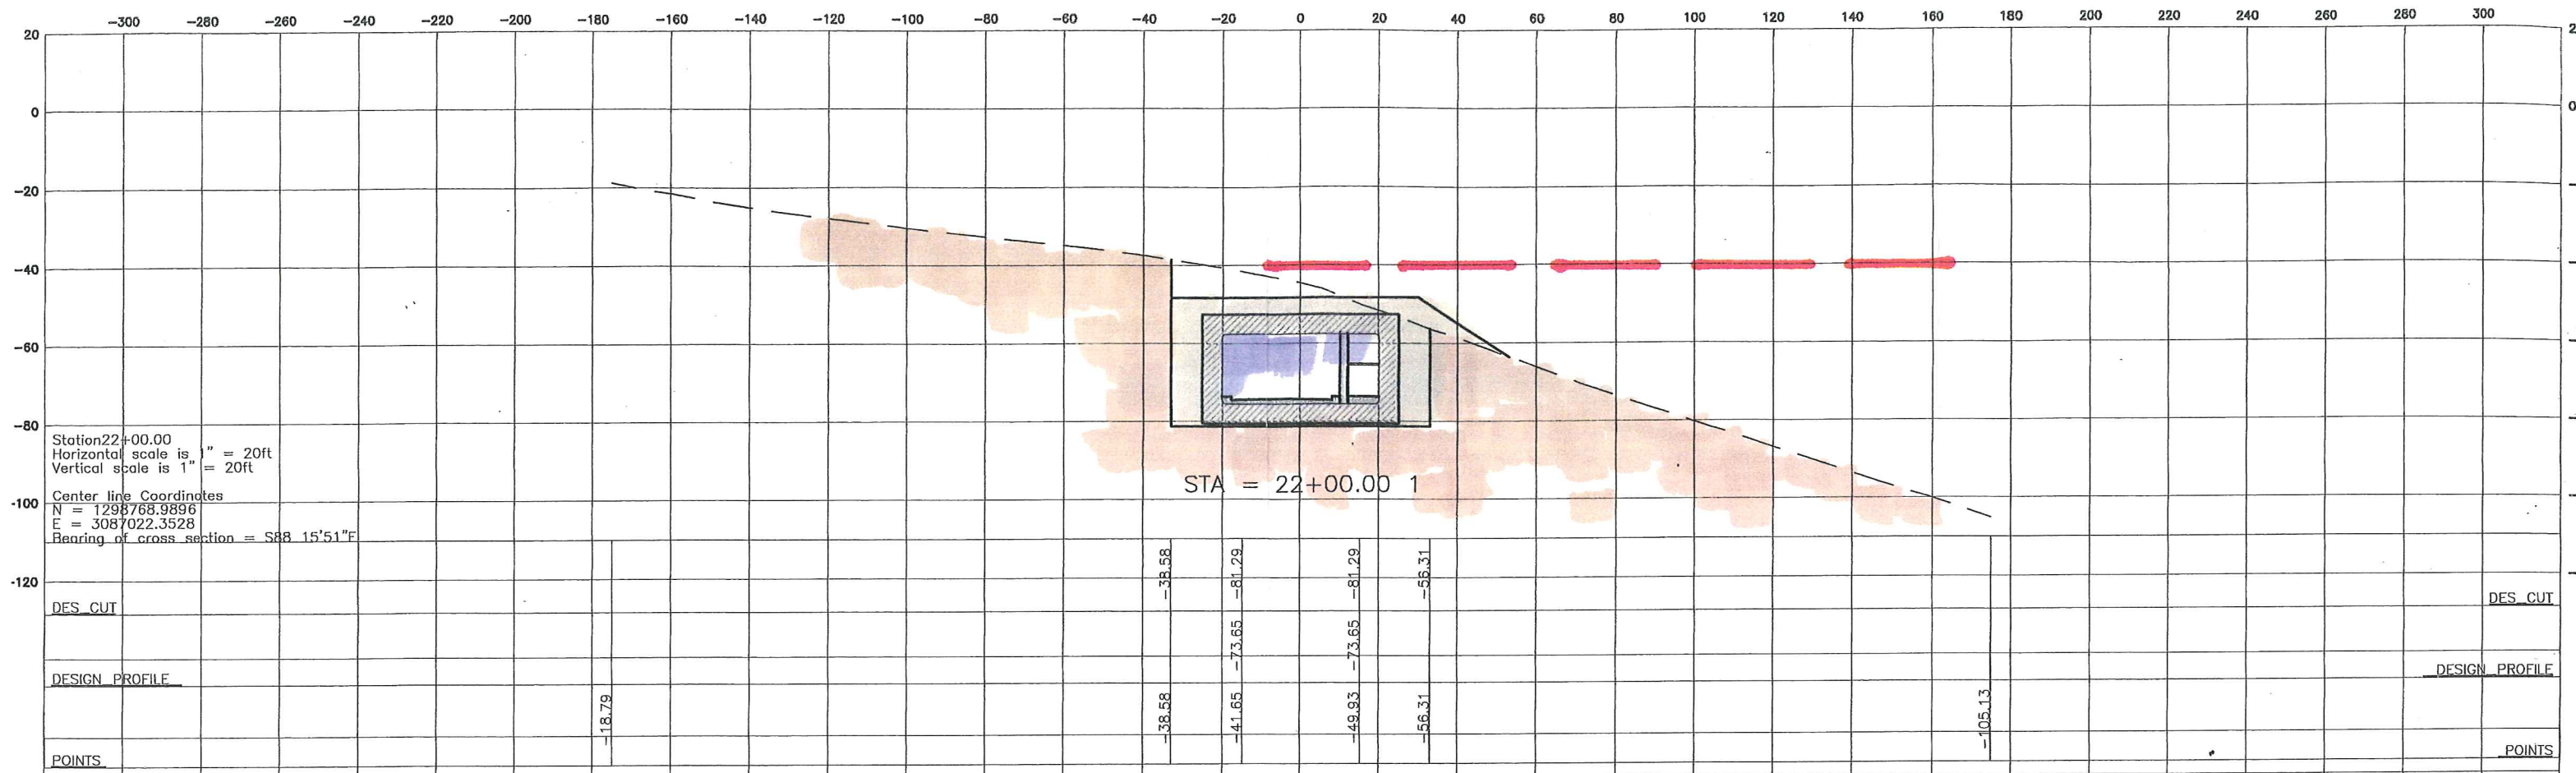 -300 -280 -260 -240 -220 -200 -180 -160 -140 -120 -100 -80 -60 -40 -20 0 20 40 60 80 100 120 140 160 180 200 220 240 260 280 300
20
0 0
-20
-40
-60
-80
-100
-120
Station22+00.00
Horizontal scale is 1" = 20ft
Vertical scale is 1" = 20ft
Center line Coordinates
N = 1298768.9896
E = 3087022.3528
Bearing of cross section = S88 15'51"E
STA = 22+00.00 1
-38.58 -81.29 -81.29 -56.31
DES_CUT DES_CUT
-73.65 -73.65
DESIGN_PROFILE DESIGN_PROFILE
-18.79 -38.58 -41.65 -49.93 -56.31 -105.13
POINTS POINTS